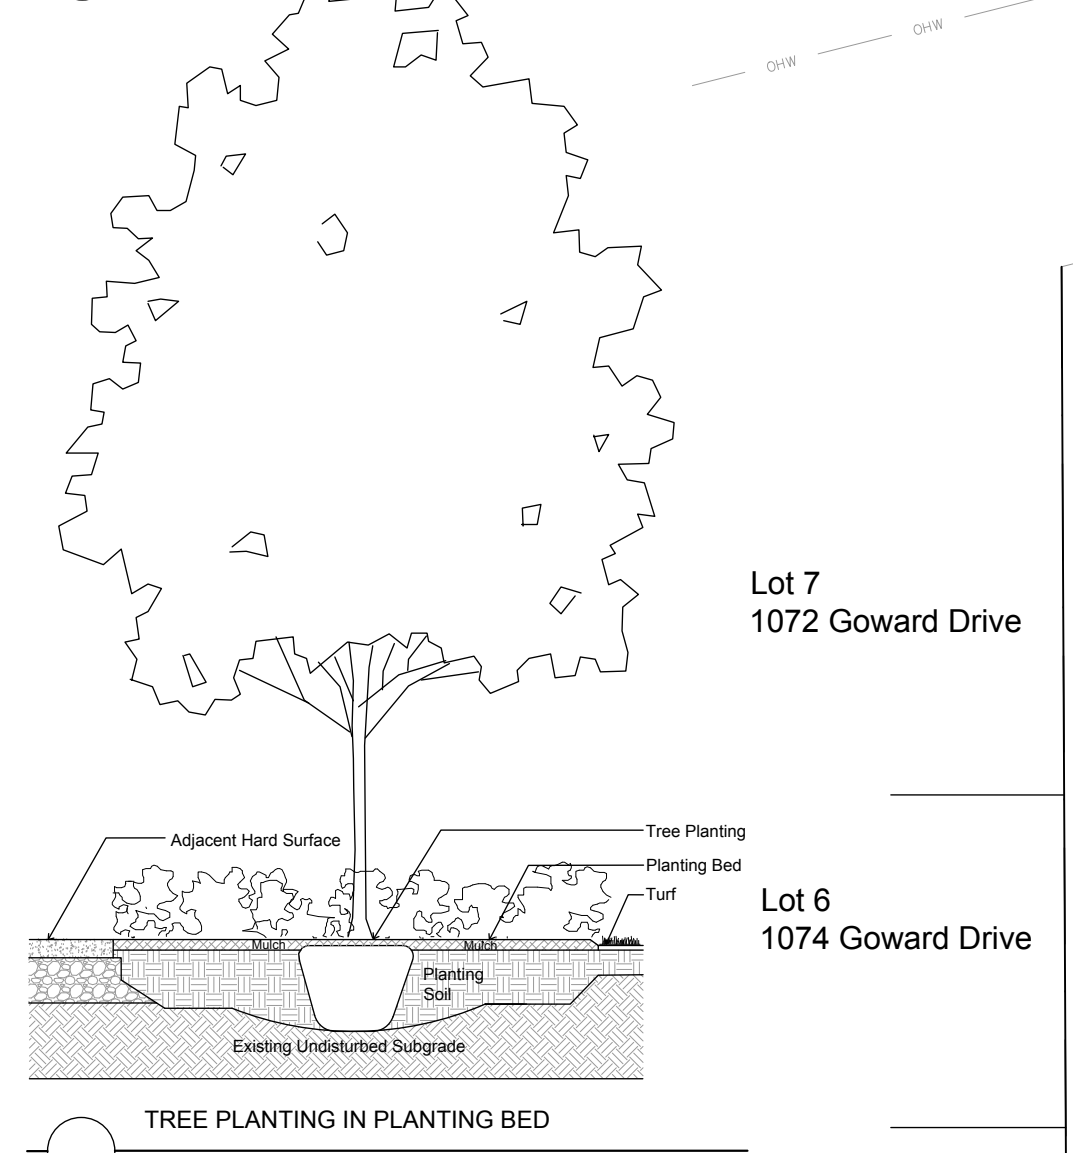 OHW
OHW
Lot 7
1072 Goward Drive
Adjacent Hard Surface
Tree Planting
Planting Bed
Turf
Lot 6
1074 Goward Drive
Mulch
Mulch
Planting
Soil
Existing Undisturbed Subgrade
TREE PLANTING IN PLANTING BED